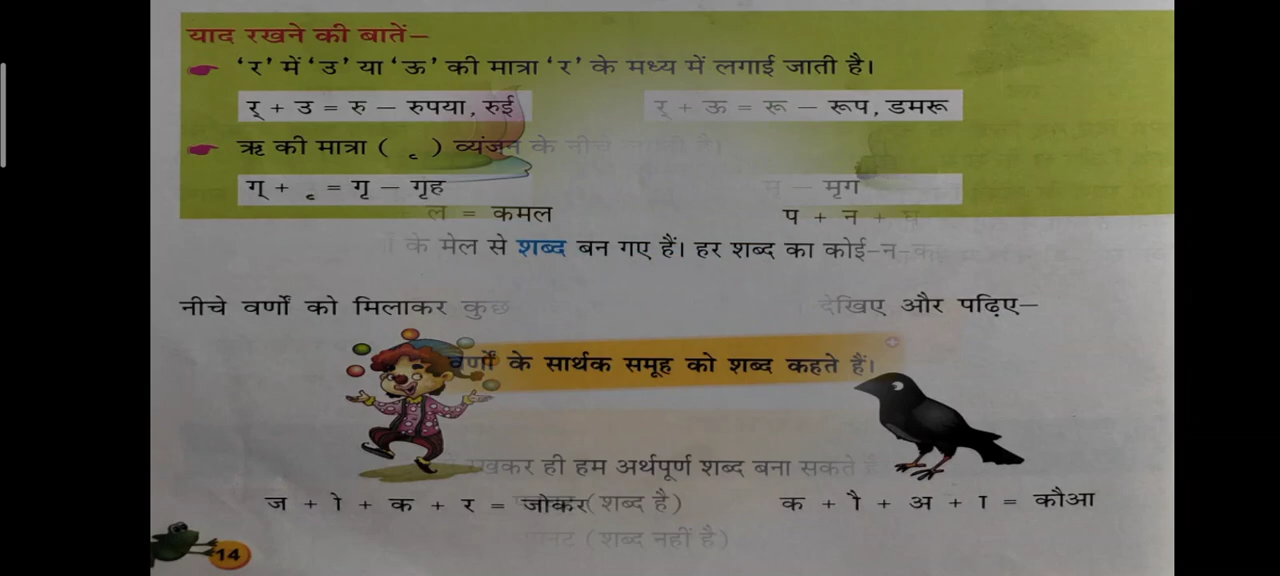 याद रखने की बातें–
'र' में 'उ' या 'ऊ' की मात्रा 'र' के मध्य में लगाई जाती है।
र् + उ = रु – रुपया, रुई र् + ऊ = रू – रूप, डमरू
ऋ की मात्रा ( ृ ) व्यंजन के नीचे है।
ग् + ृ = गृ – गृह – मृग
ल = कमल प + न +
के मेल से शब्द बन गए हैं। हर शब्द का कोई-न-
नीचे वर्णों को मिलाकर कुछ देखिए और पढ़िए–
वर्णों के सार्थक समूह को शब्द कहते हैं।
रखकर ही हम अर्थपूर्ण शब्द बना सकते
ज + ो + क + र = जोकर (शब्द है) क + ौ + अ + ा = कौआ
(शब्द नहीं है)
14